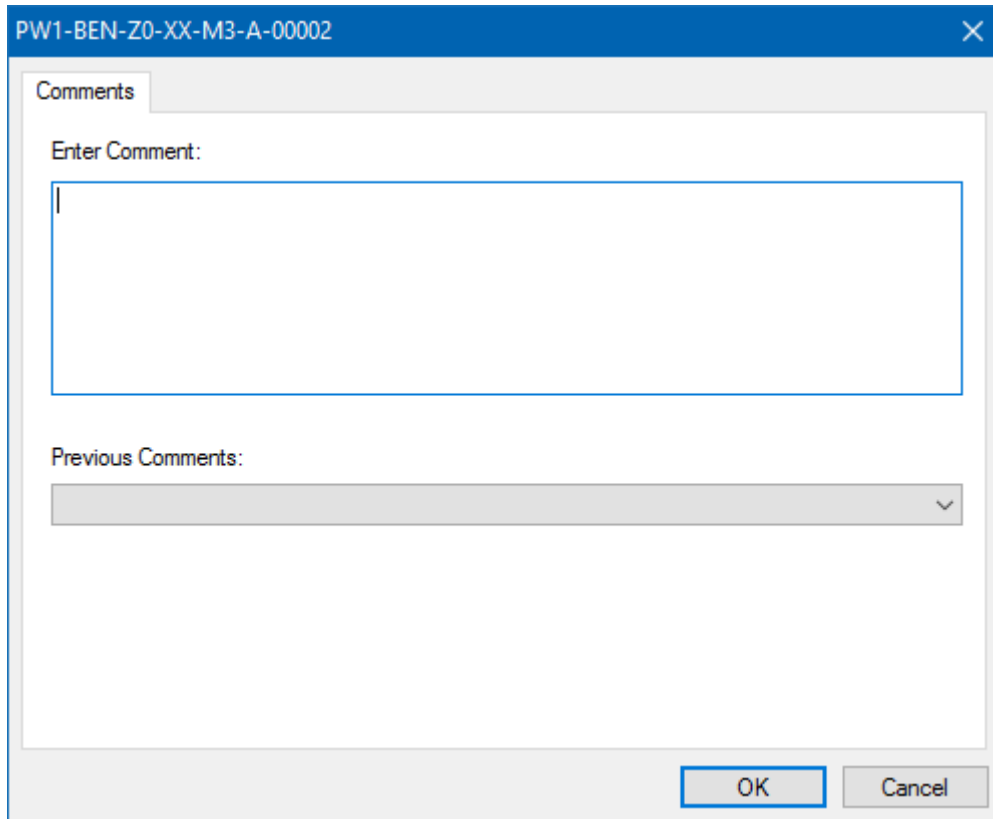 PW1-BEN-Z0-XX-M3-A-00002
Comments
Enter Comment:
Previous Comments:
OK Cancel